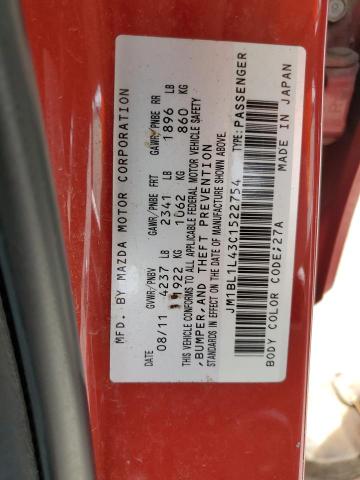 MFD. BY MAZDA MOTOR CORPORATION
DATE GVWR/PNBV GAWR/PNBE FRT GAWR/PNBE RR
08/11 4237 LB 2341 LB 1896 LB
1922 KG 1062 KG 860 KG
THIS VEHICLE CONFORMS TO ALL APPLICABLE FEDERAL MOTOR VEHICLE SAFETY
, BUMPER, AND THEFT PREVENTION
STANDARDS IN EFFECT ON THE DATE OF MANUFACTURE SHOWN ABOVE.
JM1BL1L43C1522754 TYPE: PASSENGER
BODY COLOR CODE: 27A MADE IN JAPAN